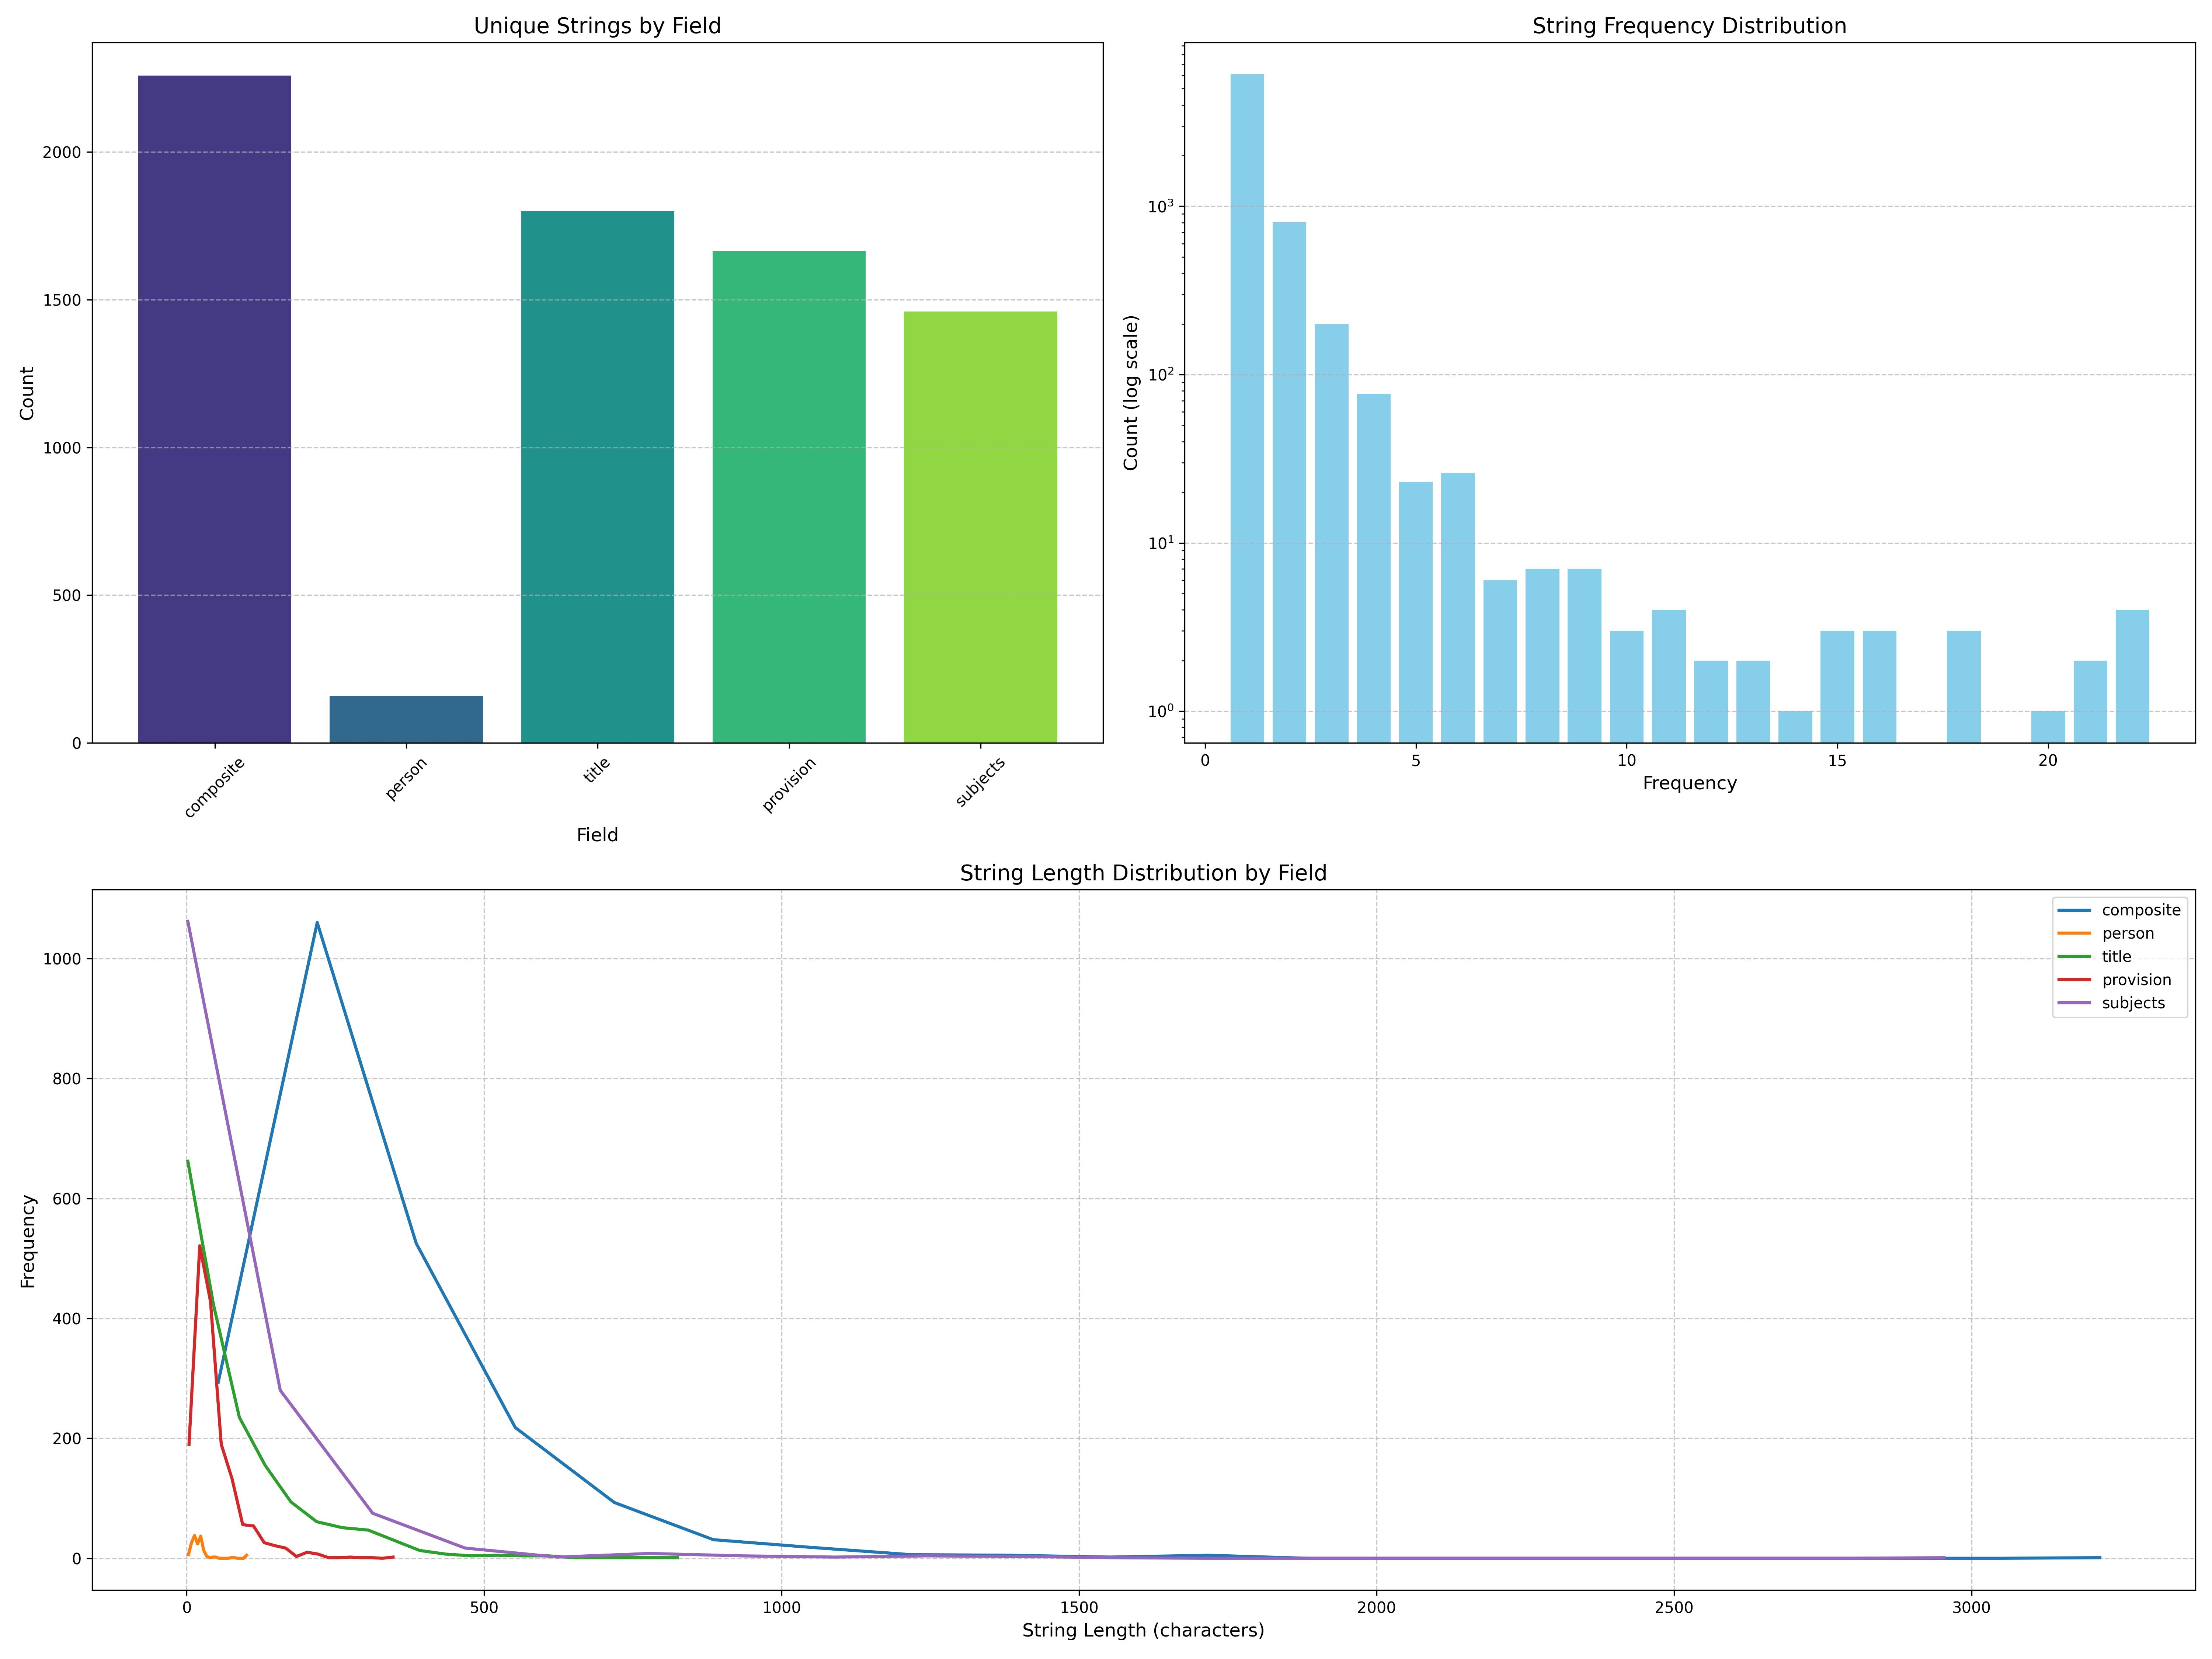 Unique Strings by Field
Count
2000
1500
1000
500
0
composite
person
title
provision
subjects
Field
String Frequency Distribution
Count (log scale)
10³
10²
10¹
10⁰
0 5 10 15 20
Frequency
String Length Distribution by Field
Frequency
1000
800
600
400
200
0
composite
person
title
provision
subjects
0 500 1000 1500 2000 2500 3000
String Length (characters)